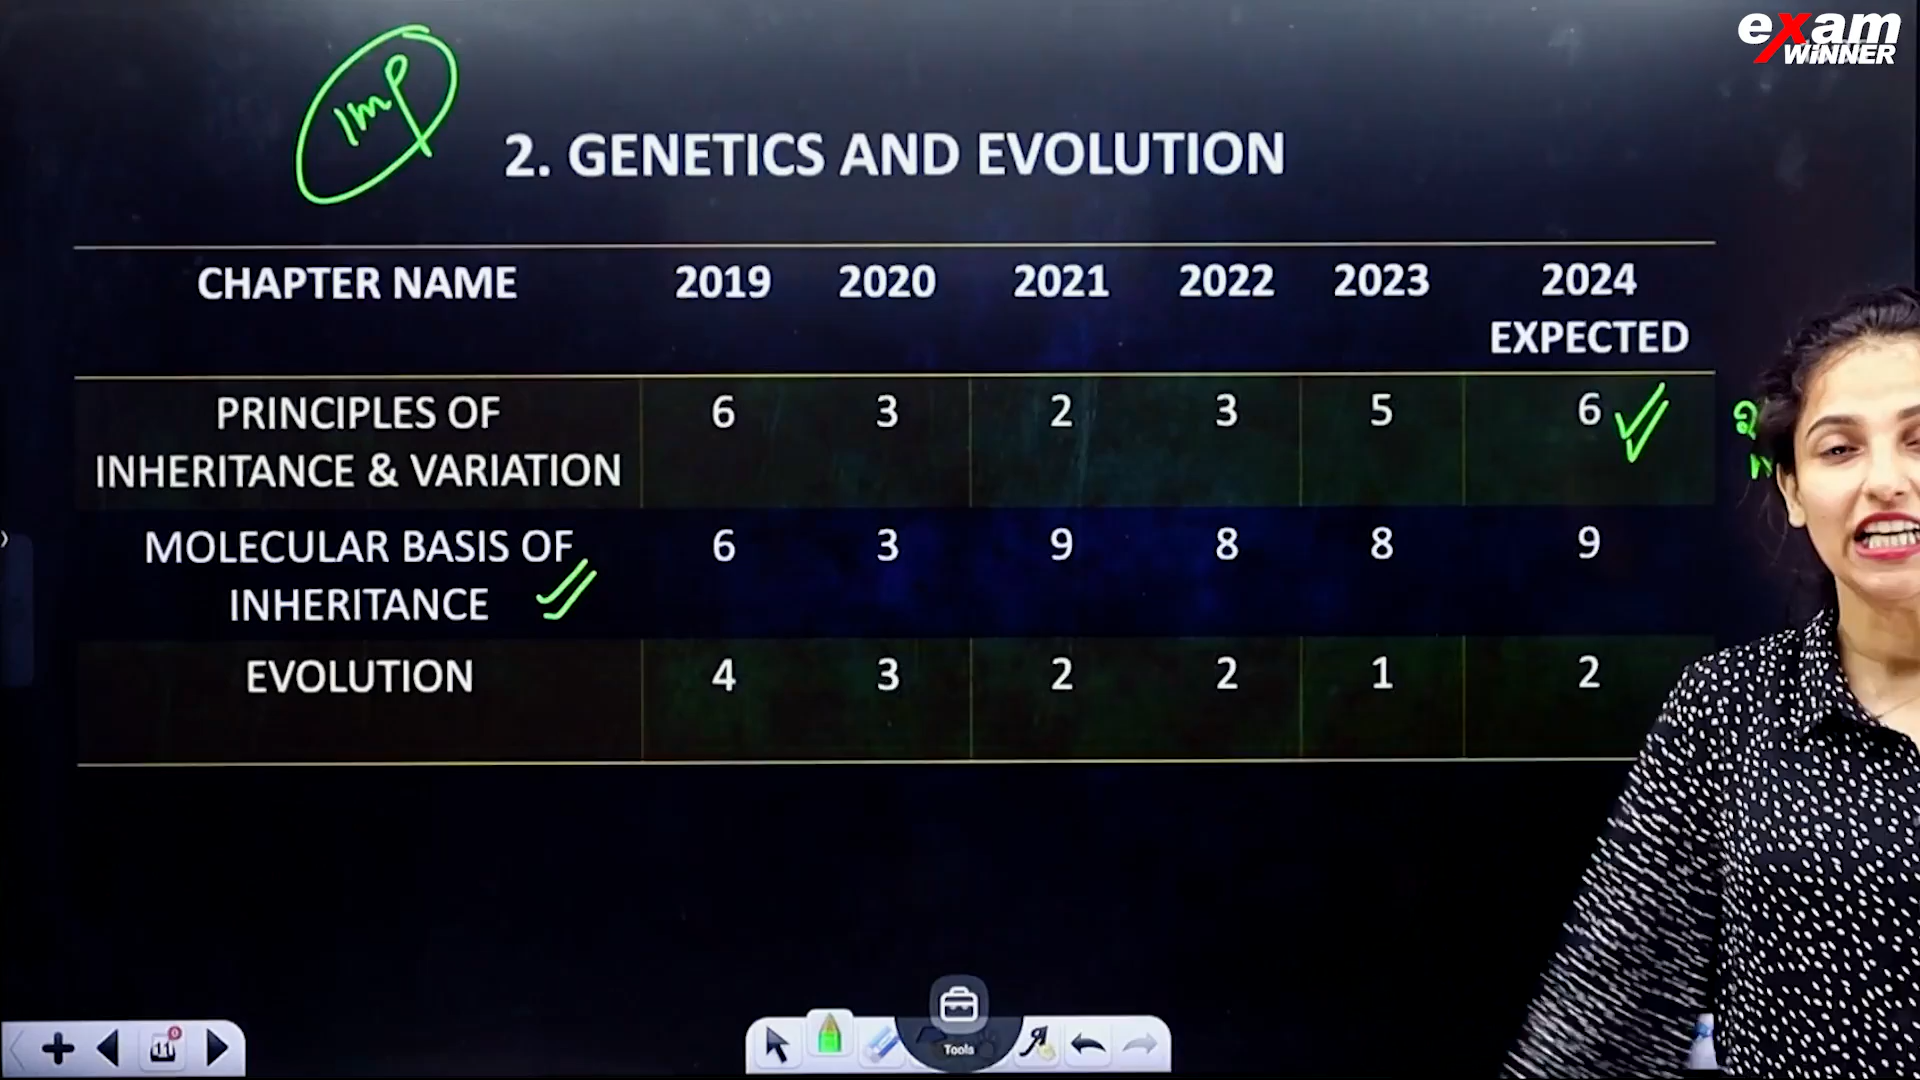 exam
WINNER
Imp
2. GENETICS AND EVOLUTION
CHAPTER NAME 2019 2020 2021 2022 2023 2024
EXPECTED
PRINCIPLES OF 6 3 2 3 5 6
INHERITANCE & VARIATION
MOLECULAR BASIS OF 6 3 9 8 8 9
INHERITANCE
EVOLUTION 4 3 2 2 1 2
11
Tools